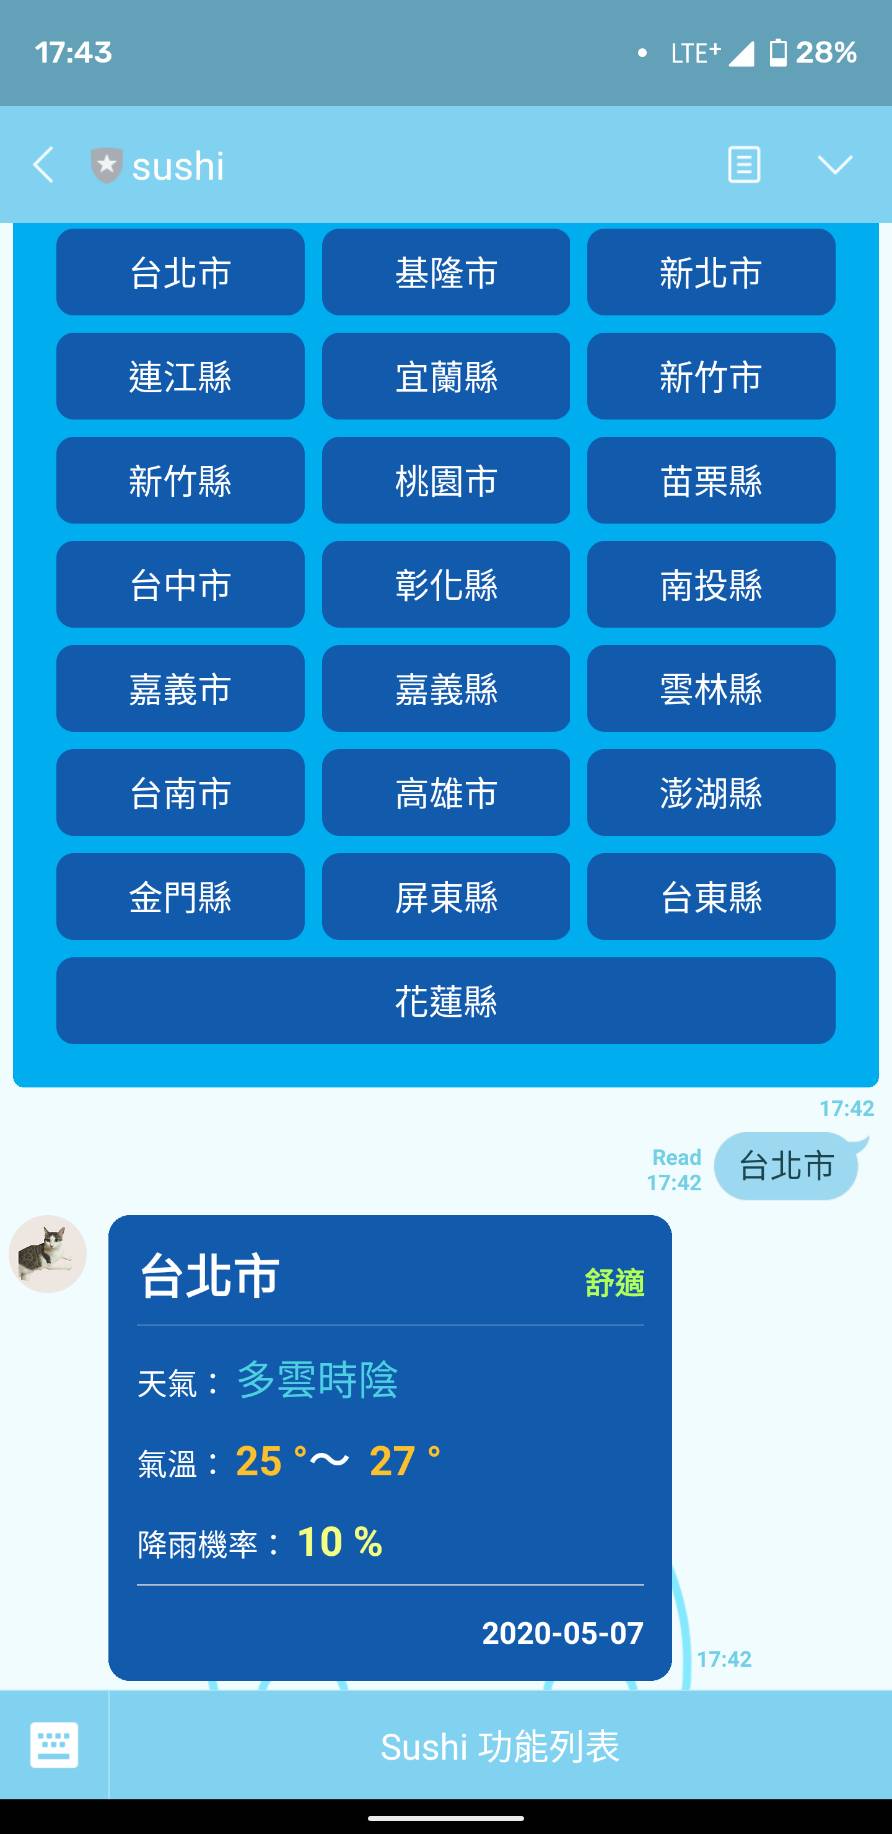 17:43 LTE+ 28%
sushi
台北市 基隆市 新北市
連江縣 宜蘭縣 新竹市
新竹縣 桃園市 苗栗縣
台中市 彰化縣 南投縣
嘉義市 嘉義縣 雲林縣
台南市 高雄市 澎湖縣
金門縣 屏東縣 台東縣
花蓮縣
17:42
Read
17:42
台北市
台北市 舒適
天氣： 多雲時陰
氣溫： 25 °～ 27 °
降雨機率： 10 %
2020-05-07
17:42
Sushi 功能列表